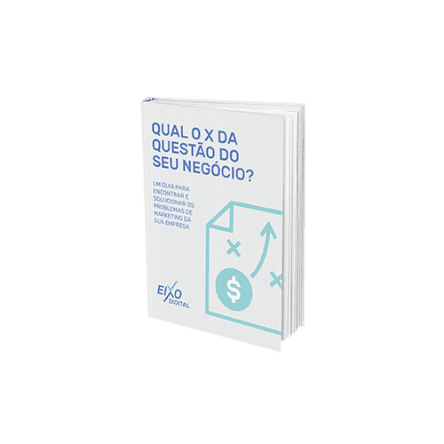 QUAL O X DA
QUESTÃO DO
SEU NEGÓCIO?
UM GUIA PARA
ENCONTRAR E
SOLUCIONAR OS
PROBLEMAS DE
MARKETING DA
SUA EMPRESA
$
EIXO
DIGITAL